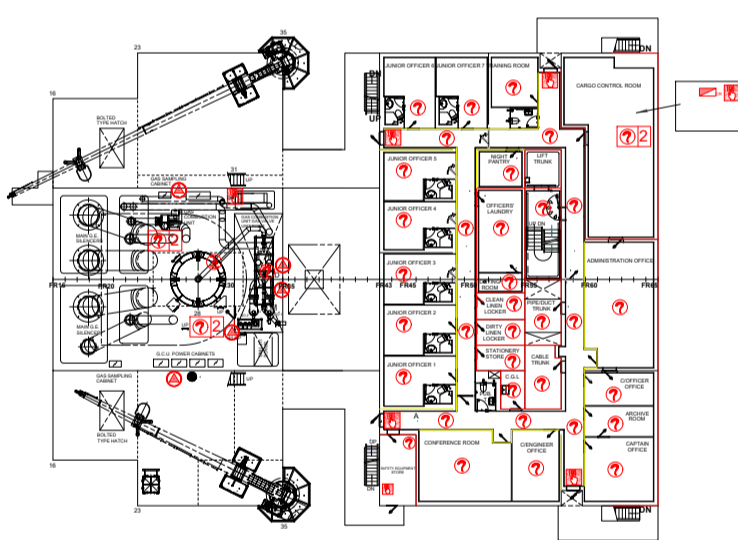 35
23
16
BOLTED
TYPE HATCH
GAS SAMPLING
CABINET
31
UP
MAIN G.E.
SILENCERS
2
28
2
UP
UP
G.C.U POWER CABINETS
GAS SAMPLING
CABINET
UP
BOLTED
TYPE HATCH
16
23
35
FR20
FR30
FR35
FR43
FR45
FR60
FR65
DN
UP
JUNIOR OFFICER 6
JUNIOR OFFICER 7
DN
CARGO CONTROL ROOM
2
JUNIOR OFFICER 5
NIGHT
PANTRY
LIFT
TRUNK
JUNIOR OFFICER 4
OFFICERS'
LAUNDRY
ADMINISTRATION OFFICE
JUNIOR OFFICER 3
ROOM
CLEAN
LINEN
LOCKER
PIPE/DUCT
TRUNK
JUNIOR OFFICER 2
DIRTY
LINEN
LOCKER
STATIONERY
STORE
CABLE
TRUNK
JUNIOR OFFICER 1
C.G.L
C/OFFICER
OFFICE
ARCHIVE
ROOM
CONFERENCE ROOM
C/ENGINEER
OFFICE
CAPTAIN
OFFICE
SAFETY EQUIPMENT
STORE
DN
DN